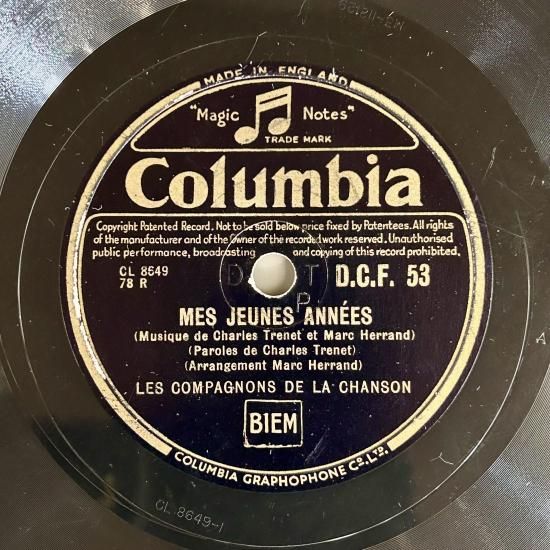 MADE IN ENGLAND
"Magic Notes"
TRADE MARK
Columbia
Copyright Patented Record. Not to be sold below price fixed by Patentees. All rights
of the manufacturer and of the owner of the recorded work reserved. Unauthorised
public performance, broadcasting and copying of this record prohibited.
CL 8649
78 R
D.C.F. 53
MES JEUNES ANNÉES
(Musique de Charles Trenet et Marc Herrand)
(Paroles de Charles Trenet)
(Arrangement Marc Herrand)
LES COMPAGNONS DE LA CHANSON
BIEM
COLUMBIA GRAPHOPHONE CO. LTD.
CL 8649-1